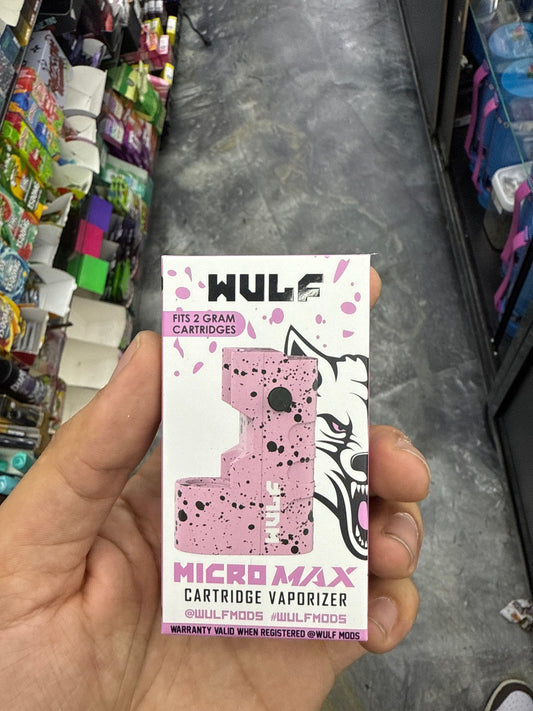 WULF
FITS 2 GRAM
CARTRIDGES
WULF
MICRO MAX
CARTRIDGE VAPORIZER
@WULFMODS #WULFMODS
WARRANTY VALID WHEN REGISTERED @WULF MODS